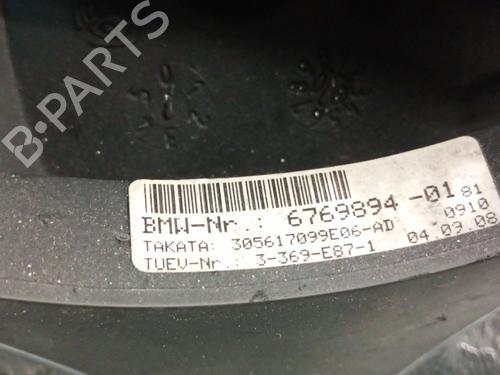 B-PARTS
BMW-Nr.: 6769894-01 81
TAKATA: 305617099E06-AD 0910
TUEV-Nr.: 3-369-E87-1 04.09.08